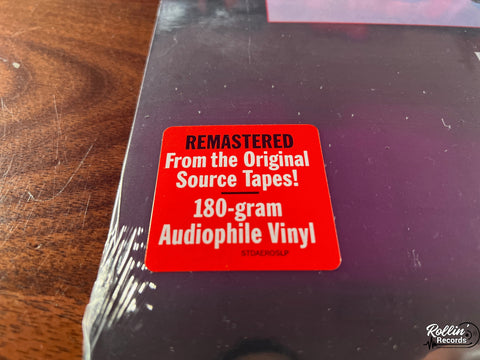 REMASTERED
From the Original
Source Tapes!
180-gram
Audiophile Vinyl
STOAEROSLP
Rollin'
Records